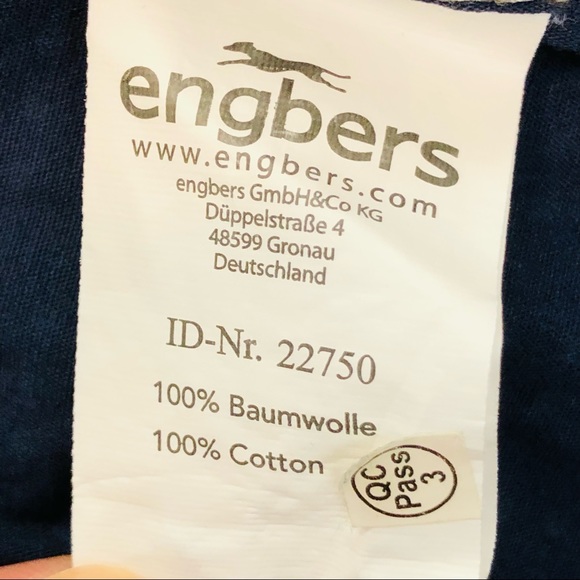 engbers
www.engbers.com
engbers GmbH&Co KG
Düppelstraße 4
48599 Gronau
Deutschland
ID-Nr. 22750
100% Baumwolle
100% Cotton
QC
Pass
3